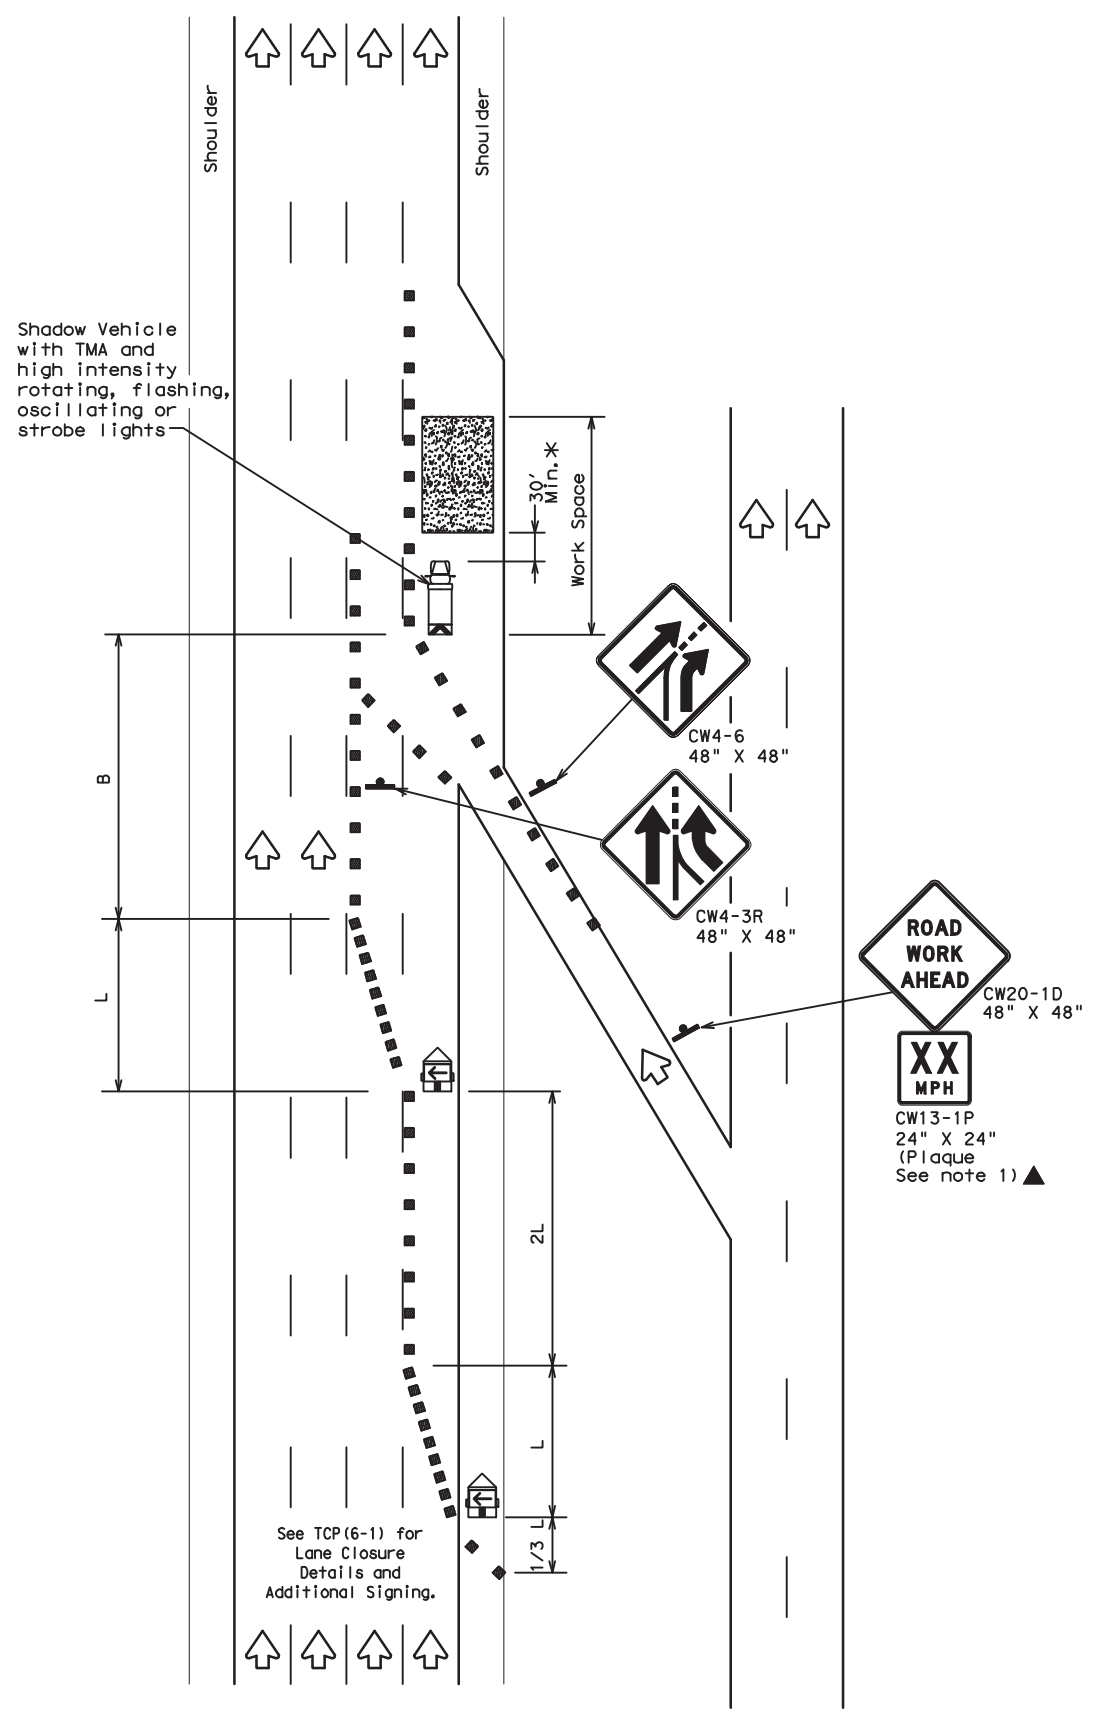 Shoulder
Shoulder
Shadow Vehicle
with TMA and
high intensity
rotating, flashing,
oscillating or
strobe lights
30'
Min.*
Work Space
CW4-6
48" X 48"
B
CW4-3R
48" X 48"
ROAD
WORK
AHEAD
CW20-1D
48" X 48"
L
XX
MPH
CW13-1P
24" X 24"
(Plaque
See note 1)▲
2L
L
1/3 L
See TCP(6-1) for
Lane Closure
Details and
Additional Signing.